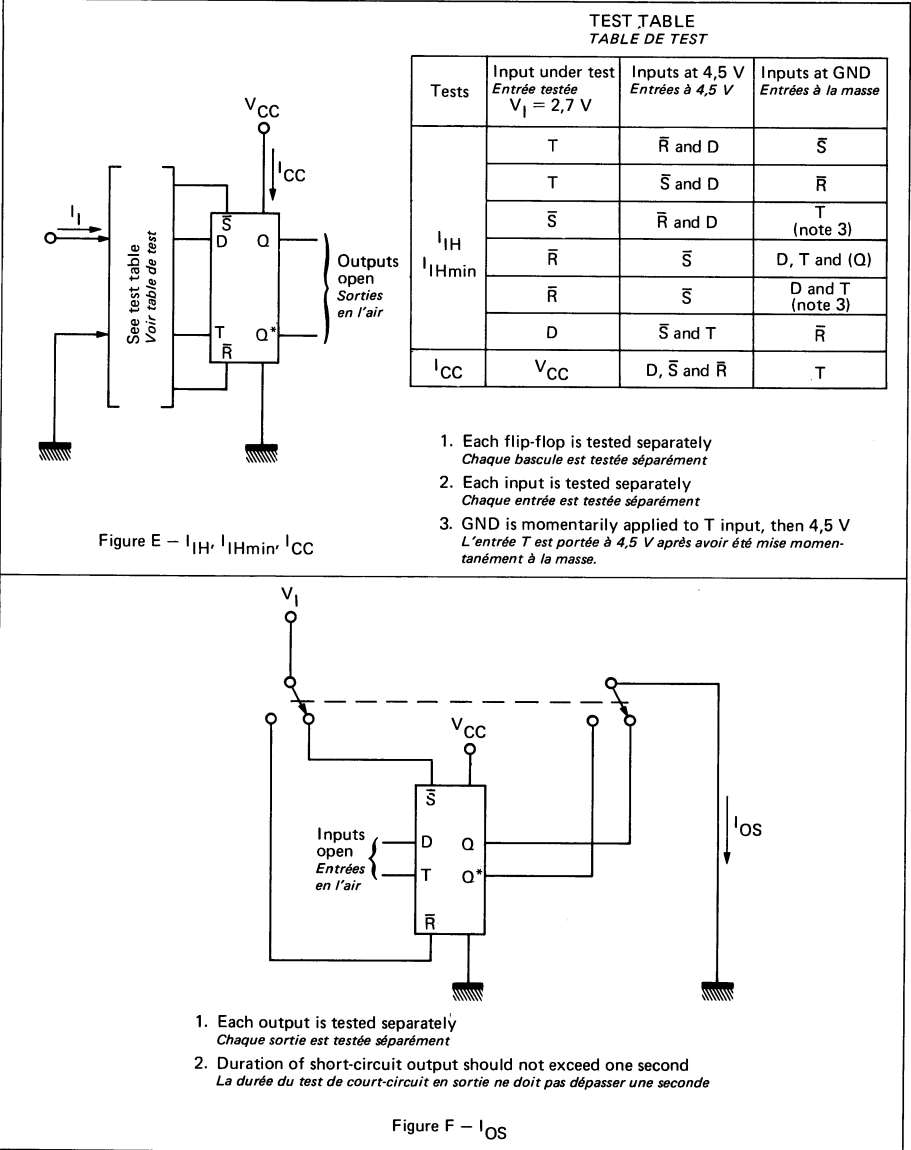 TEST TABLE
TABLE DE TEST
Tests
Input under test
Entrée testée
V_I = 2,7 V
Inputs at 4,5 V
Entrées à 4,5 V
Inputs at GND
Entrées à la masse
I_IH
I_IHmin
T
R̅ and D
S̅
T
S̅ and D
R̅
S̅
R̅ and D
T
(note 3)
R̅
S̅
D, T and (Q)
R̅
S̅
D and T
(note 3)
D
S̅ and T
R̅
I_CC
V_CC
D, S̅ and R̅
T
V_CC
I_CC
I_I
See test table
Voir table de test
S̅
D
Q
T
Q*
R̅
Outputs
open
Sorties
en l'air
1. Each flip-flop is tested separately
Chaque bascule est testée séparément
2. Each input is tested separately
Chaque entrée est testée séparément
3. GND is momentarily applied to T input, then 4,5 V
L'entrée T est portée à 4,5 V après avoir été mise momen-
tanément à la masse.
Figure E – I_IH, I_IHmin, I_CC
V_I
V_CC
S̅
D
Q
T
Q*
R̅
Inputs
open
Entrées
en l'air
I_OS
1. Each output is tested separately
Chaque sortie est testée séparément
2. Duration of short-circuit output should not exceed one second
La durée du test de court-circuit en sortie ne doit pas dépasser une seconde
Figure F – I_OS